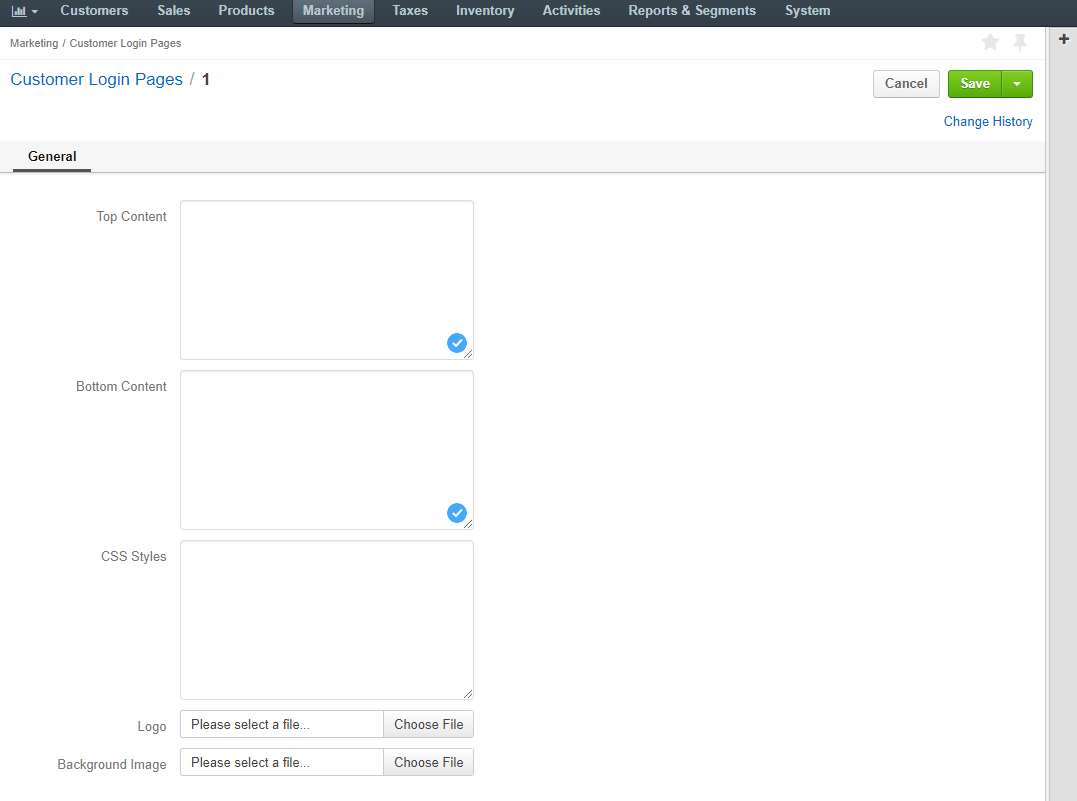 Customers Sales Products Marketing Taxes Inventory Activities Reports & Segments System
Marketing / Customer Login Pages
Customer Login Pages / 1
Cancel Save
Change History
General
Top Content
Bottom Content
CSS Styles
Logo Please select a file... Choose File
Background Image Please select a file... Choose File